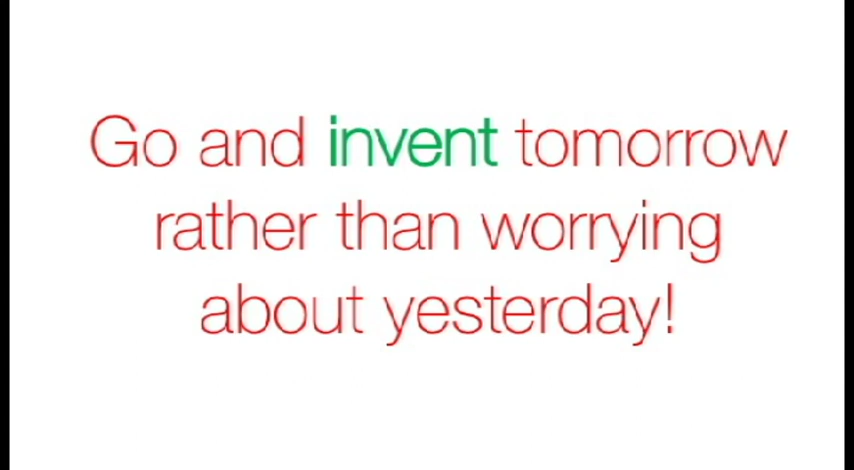 Go and invent tomorrow
rather than worrying
about yesterday!